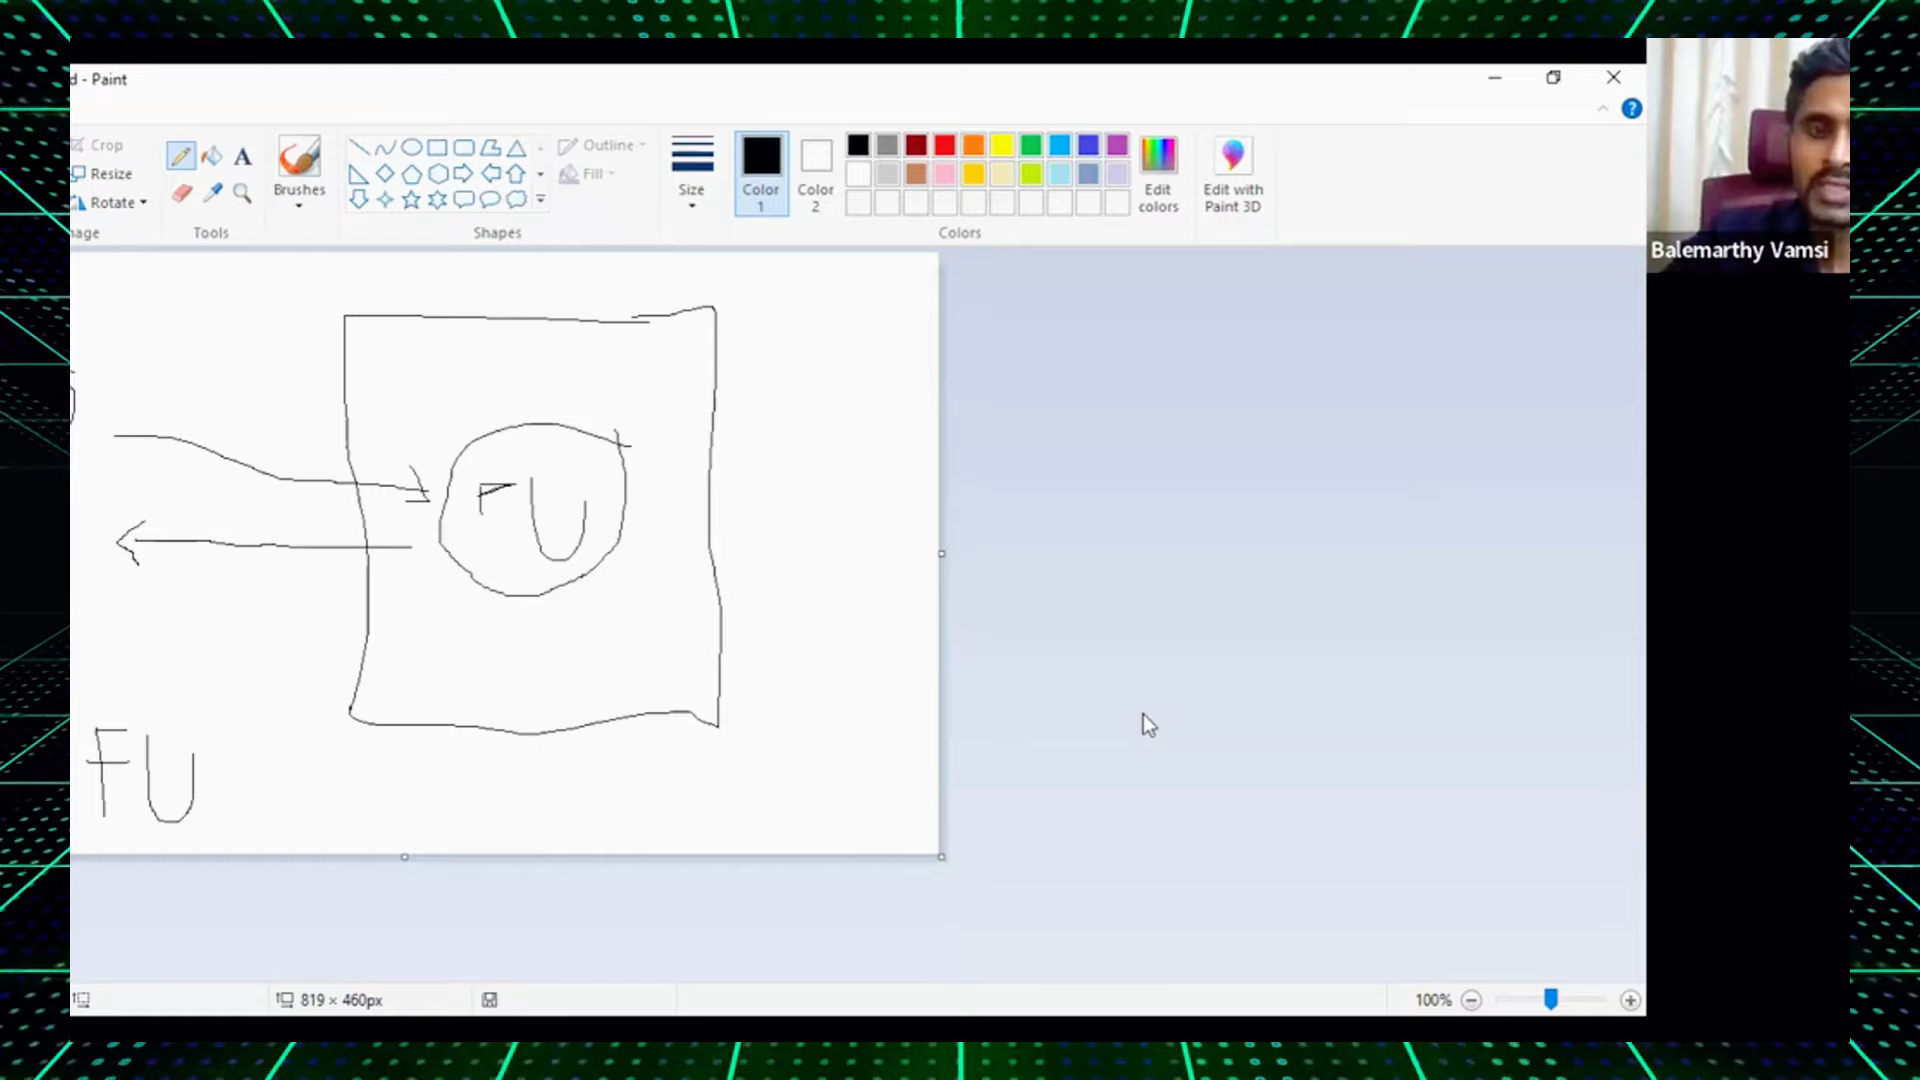 d - Paint
?
Crop
Resize
Rotate
A
Brushes
Outline
Fill
Size
Color
1
Color
2
Edit
colors
Edit with
Paint 3D
age
Tools
Shapes
Colors
Balemarthy Vamsi
FU
FU
819 × 460px
100%